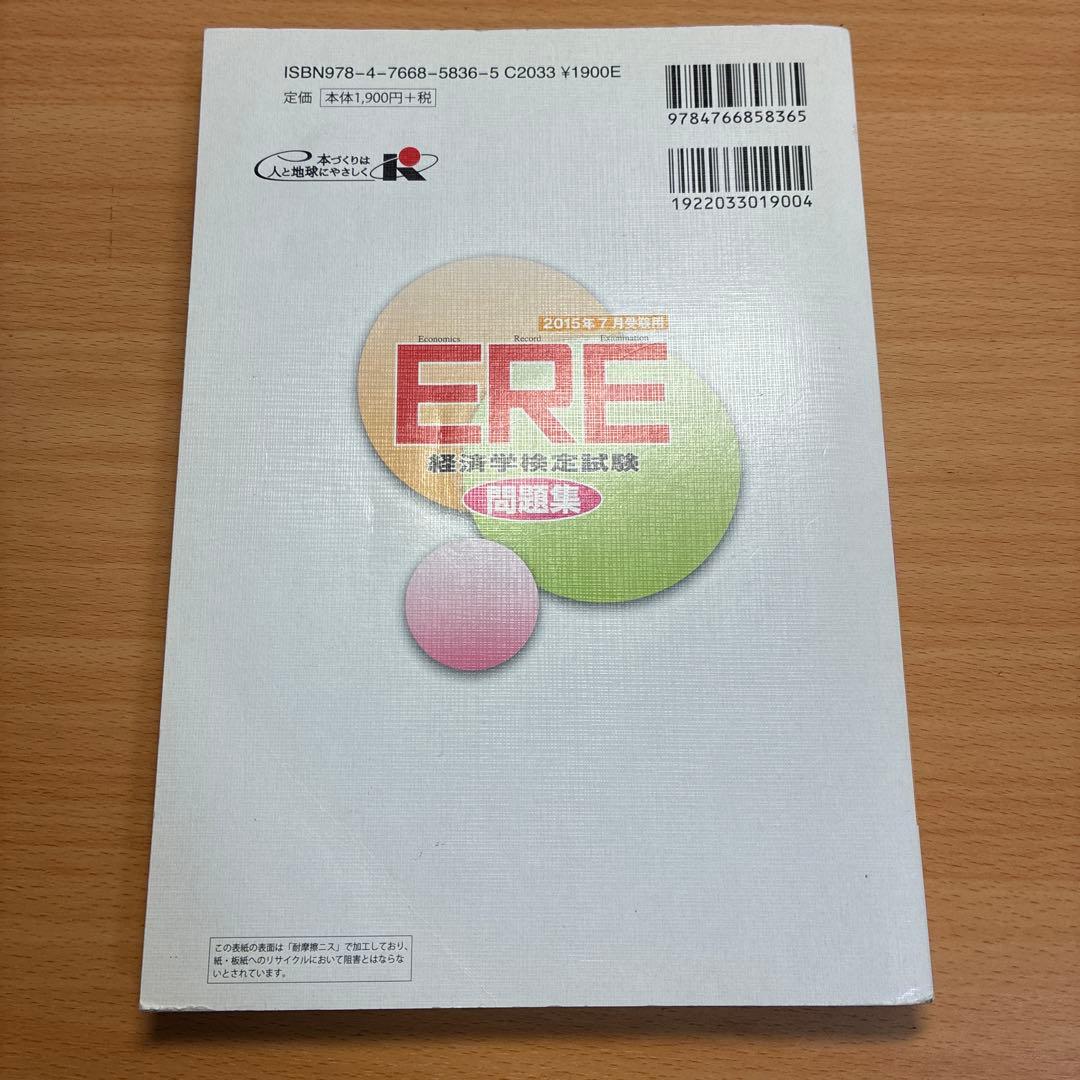 ISBN978-4-7668-5836-5 C2033 ¥1900E
定価 本体1,900円+税
9784766858365
1922033019004
本づくりは
人と地球にやさしく
2015年7月受験用
Economics Record Examination
ERE
経済学検定試験
問題集
この表紙の表面は「耐摩擦ニス」で加工しており、
紙・板紙へのリサイクルにおいて阻害とはならな
いとされています。